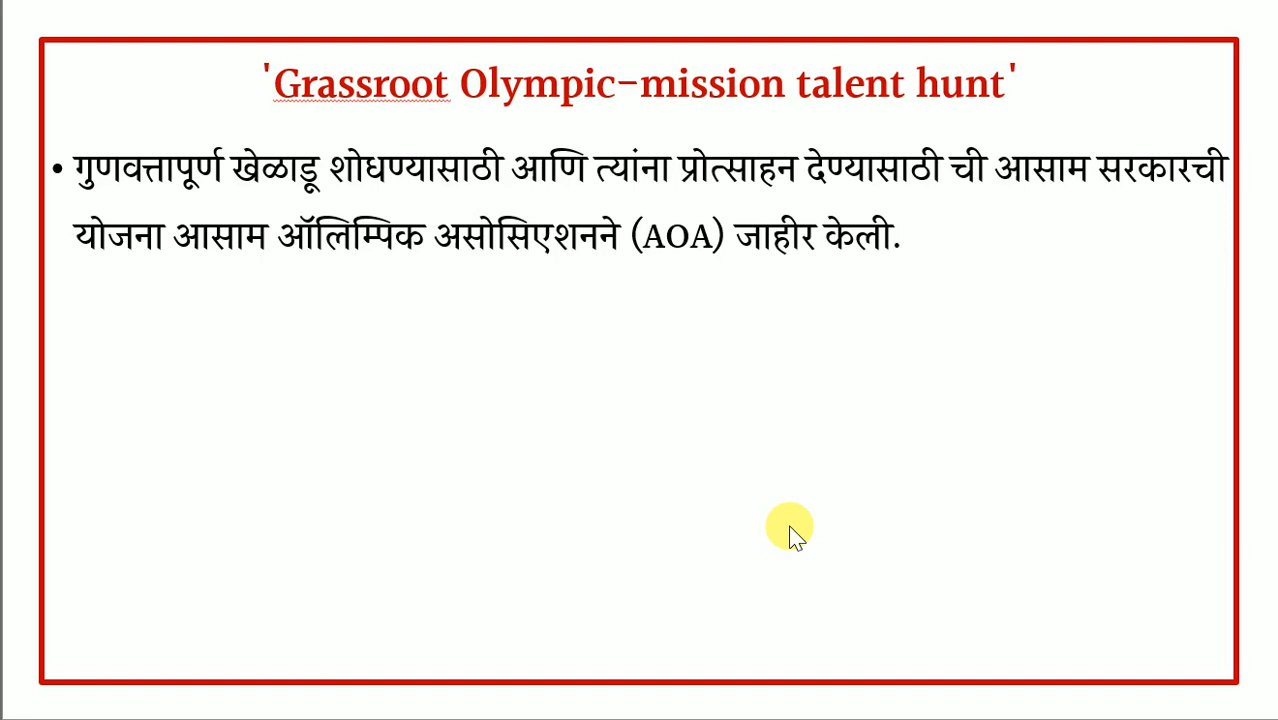 'Grassroot Olympic-mission talent hunt'
• गुणवत्तापूर्ण खेळाडू शोधण्यासाठी आणि त्यांना प्रोत्साहन देण्यासाठी ची आसाम सरकारची
योजना आसाम ऑलिम्पिक असोसिएशनने (AOA) जाहीर केली.